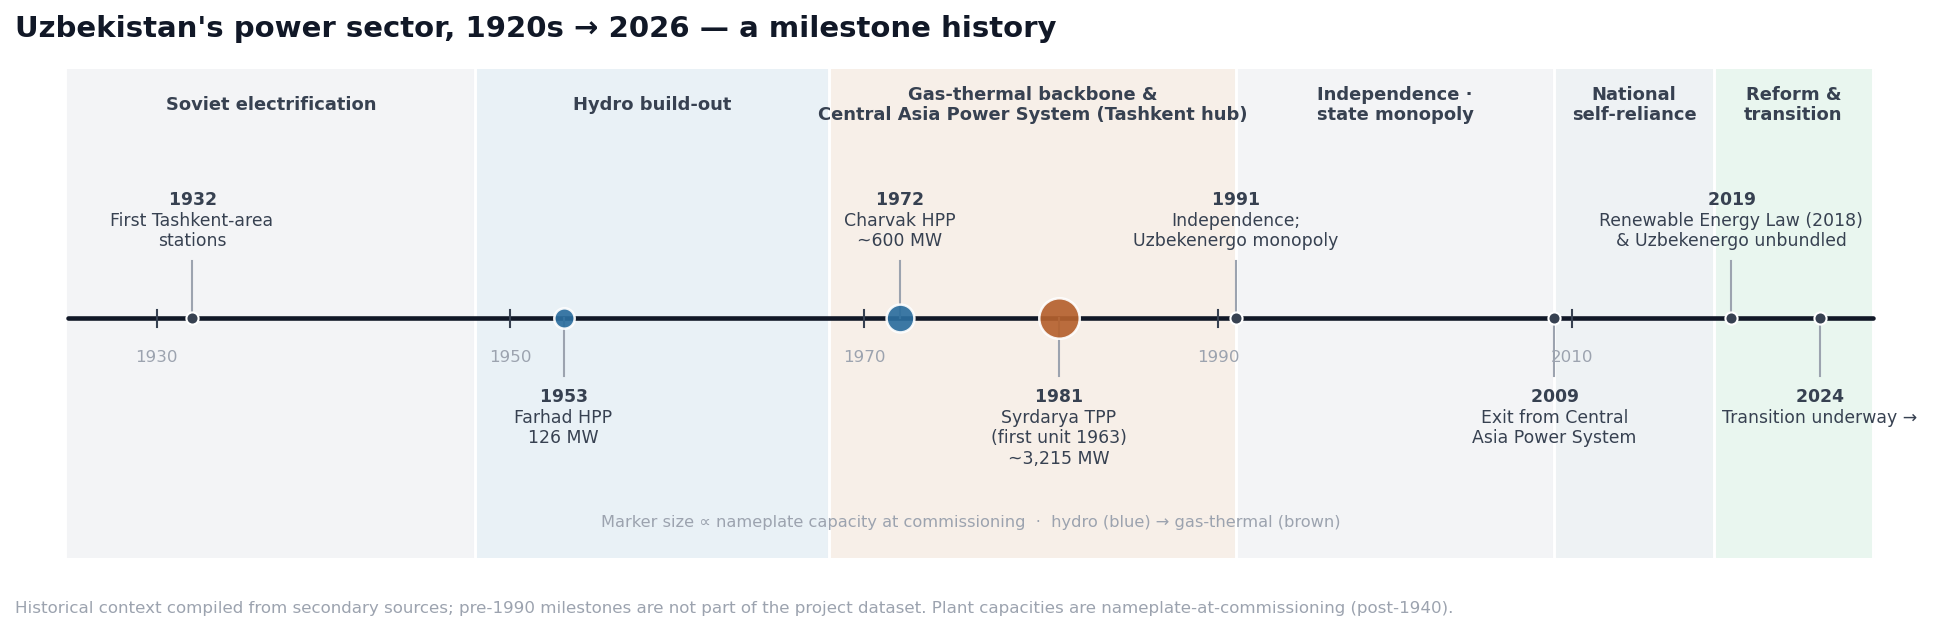 Uzbekistan's power sector, 1920s → 2026 — a milestone history
Soviet electrification
Hydro build-out
Gas-thermal backbone &
Central Asia Power System (Tashkent hub)
Independence ·
state monopoly
National
self-reliance
Reform &
transition
1932
First Tashkent-area
stations
1972
Charvak HPP
~600 MW
1991
Independence;
Uzbekenergo monopoly
2019
Renewable Energy Law (2018)
& Uzbekenergo unbundled
1930
1950
1970
1990
2010
1953
Farhad HPP
126 MW
1981
Syrdarya TPP
(first unit 1963)
~3,215 MW
2009
Exit from Central
Asia Power System
2024
Transition underway →
Marker size ∝ nameplate capacity at commissioning · hydro (blue) → gas-thermal (brown)
Historical context compiled from secondary sources; pre-1990 milestones are not part of the project dataset. Plant capacities are nameplate-at-commissioning (post-1940).